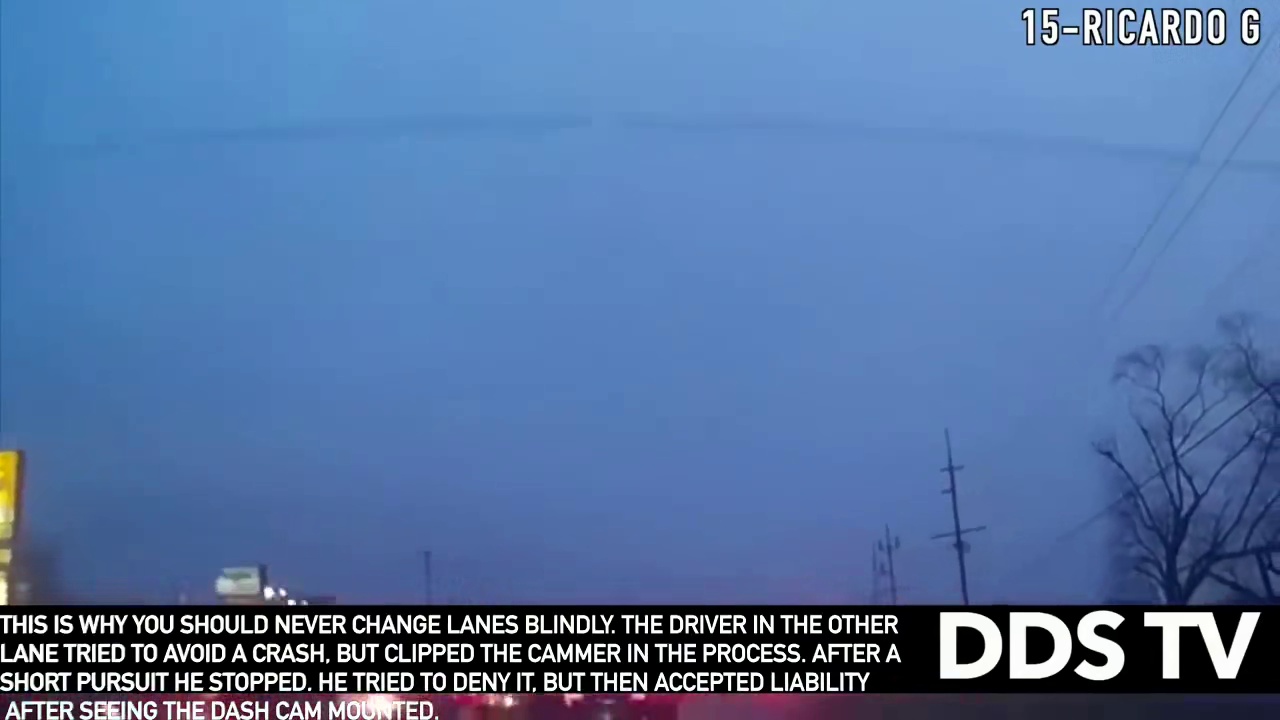 15-RICARDO G
THIS IS WHY YOU SHOULD NEVER CHANGE LANES BLINDLY. THE DRIVER IN THE OTHER
LANE TRIED TO AVOID A CRASH, BUT CLIPPED THE CAMMER IN THE PROCESS. AFTER A
SHORT PURSUIT HE STOPPED. HE TRIED TO DENY IT, BUT THEN ACCEPTED LIABILITY
AFTER SEEING THE DASH CAM MOUNTED.
DDS TV